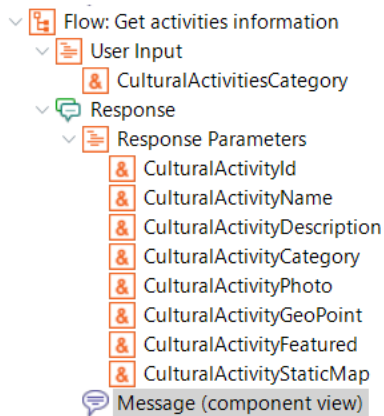 Flow: Get activities information
User Input
& CulturalActivitiesCategory
Response
Response Parameters
& CulturalActivityId
& CulturalActivityName
& CulturalActivityDescription
& CulturalActivityCategory
& CulturalActivityPhoto
& CulturalActivityGeoPoint
& CulturalActivityFeatured
& CulturalActivityStaticMap
Message (component view)